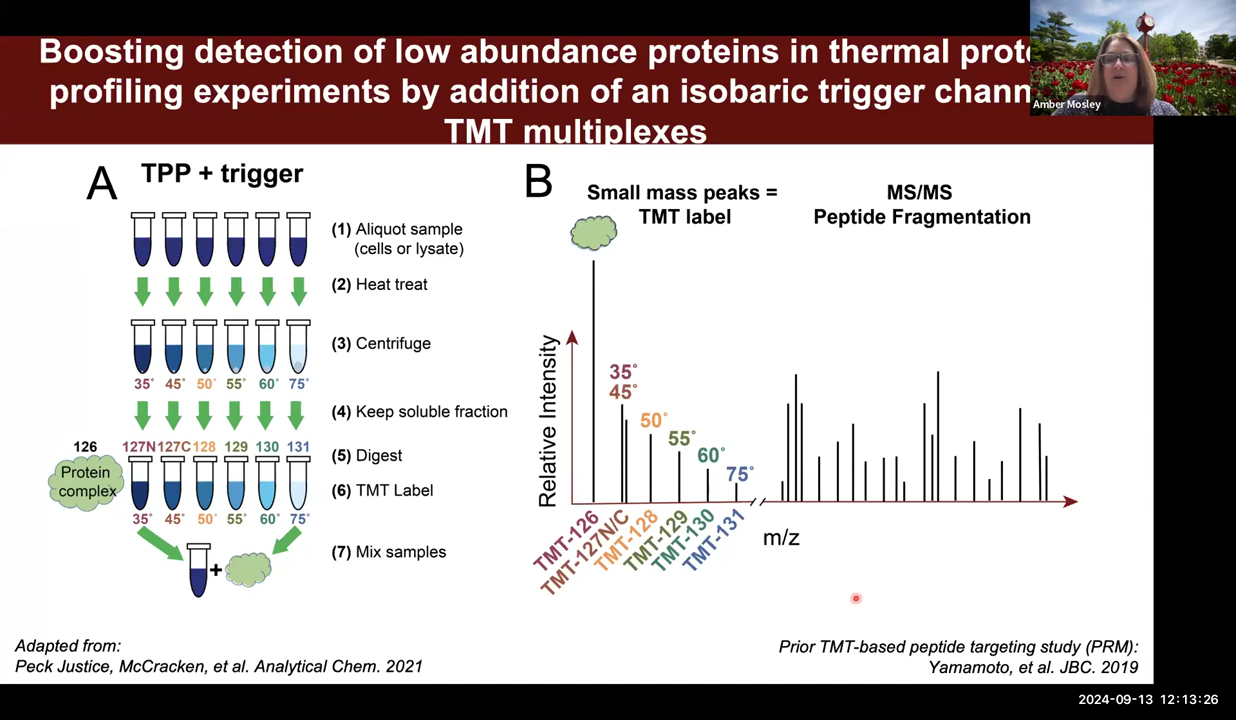 Boosting detection of low abundance proteins in thermal prote
profiling experiments by addition of an isobaric trigger chann
TMT multiplexes
Amber Mosley
A
TPP + trigger
(1) Aliquot sample
(cells or lysate)
(2) Heat treat
(3) Centrifuge
35° 45° 50° 55° 60° 75°
(4) Keep soluble fraction
126 127N 127C 128 129 130 131
Protein
complex
(5) Digest
(6) TMT Label
35° 45° 50° 55° 60° 75°
(7) Mix samples
+
B
Small mass peaks =
TMT label
MS/MS
Peptide Fragmentation
Relative Intensity
35°
45°
50°
55°
60°
75°
TMT-126
TMT-127N/C
TMT-128
TMT-129
TMT-130
TMT-131
m/z
Adapted from:
Peck Justice, McCracken, et al. Analytical Chem. 2021
Prior TMT-based peptide targeting study (PRM):
Yamamoto, et al. JBC. 2019
2024-09-13 12:13:26